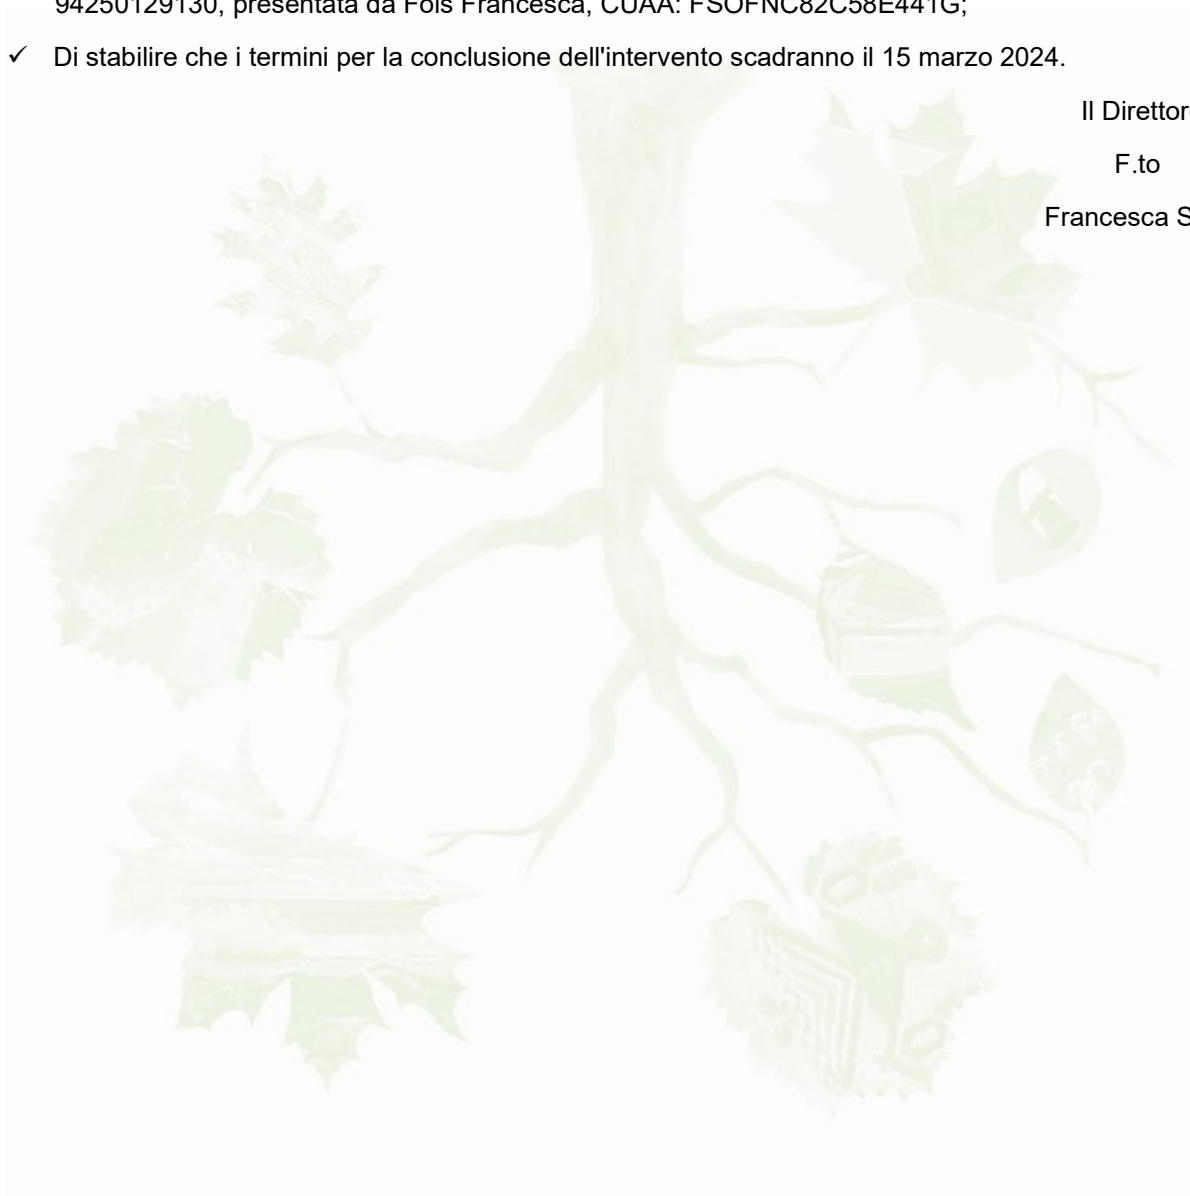 94250129130, presentata da Fois Francesca, CUAA: FSOFNC82C58E441G;
✓ Di stabilire che i termini per la conclusione dell'intervento scadranno il 15 marzo 2024.
Il Direttor
F.to
Francesca S